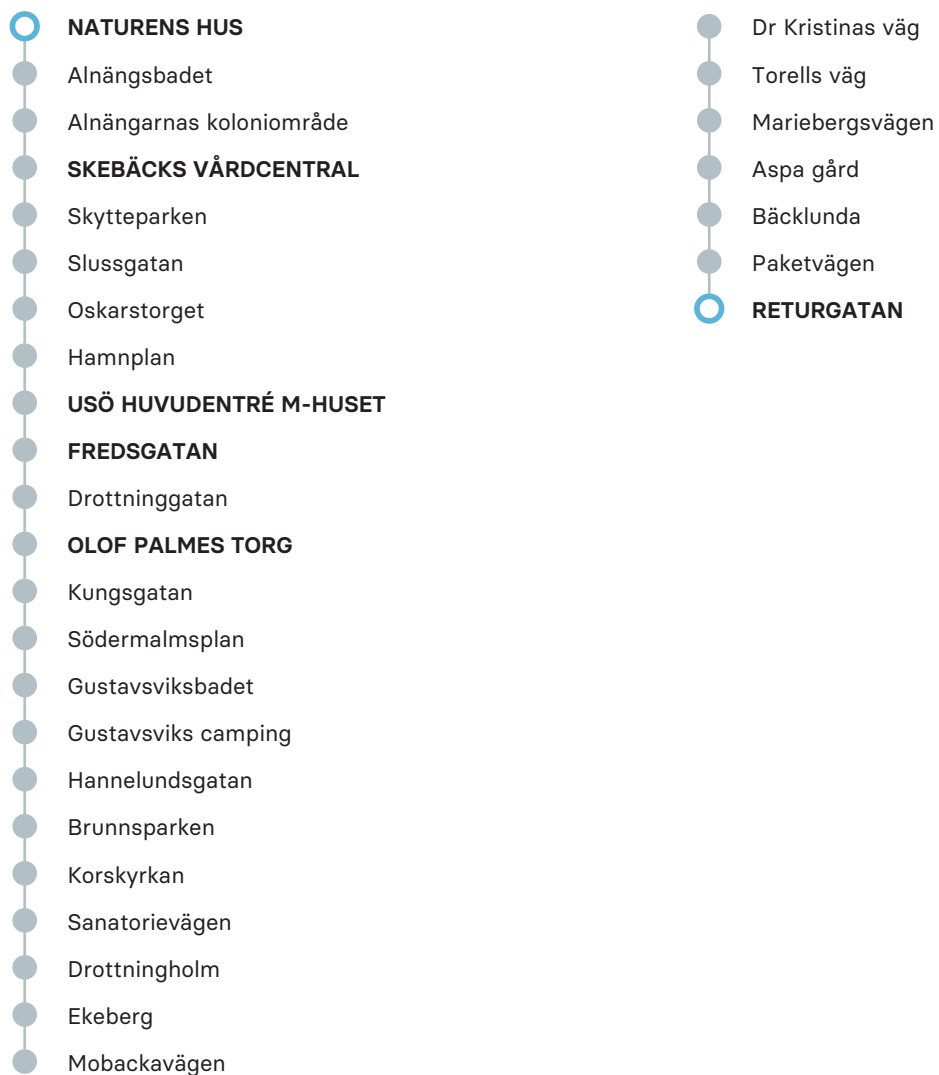 NATURENS HUS
Alnängsbadet
Alnängarnas koloniområde
SKEBÄCKS VÅRDCENTRAL
Skytteparken
Slussgatan
Oskarstorget
Hamnplan
USÖ HUVUDENTRÉ M-HUSET
FREDSGATAN
Drottninggatan
OLOF PALMES TORG
Kungsgatan
Södermalmsplan
Gustavsviksbadet
Gustavsviks camping
Hannelundsgatan
Brunnsparken
Korskyrkan
Sanatorievägen
Drottningholm
Ekeberg
Mobackavägen
Dr Kristinas väg
Torells väg
Mariebergsvägen
Aspa gård
Bäcklunda
Paketvägen
RETURGATAN